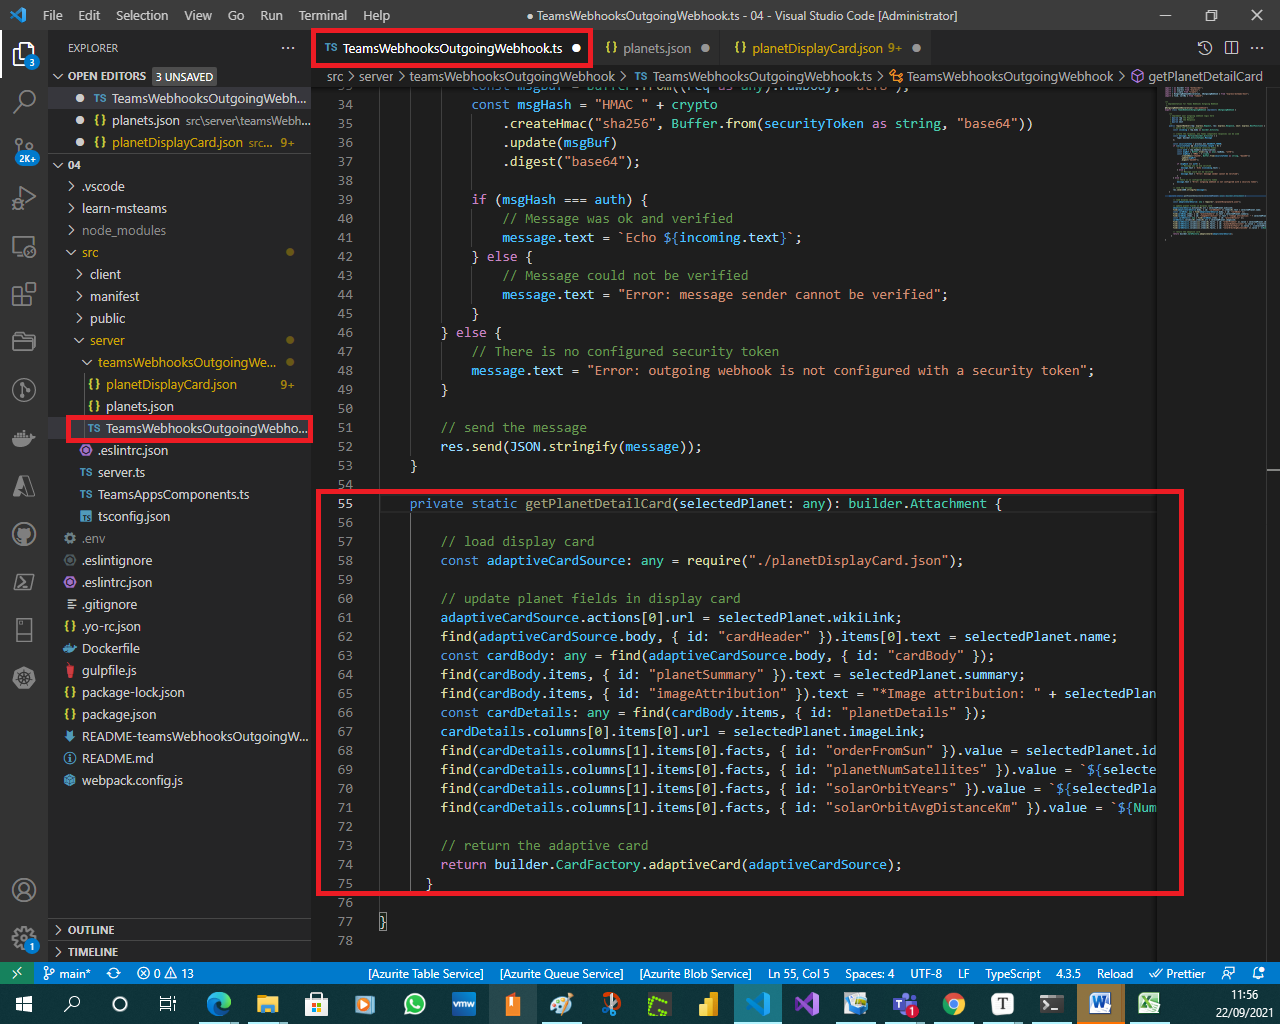 File Edit Selection View Go Run Terminal Help
● TeamsWebhooksOutgoingWebhook.ts - 04 - Visual Studio Code [Administrator]
EXPLORER
TS TeamsWebhooksOutgoingWebhook.ts ●
{} planets.json ●
{} planetDisplayCard.json 9+ ●
OPEN EDITORS 3 UNSAVED
src > server > teamsWebhooksOutgoingWebhook > TS TeamsWebhooksOutgoingWebhook.ts > TeamsWebhooksOutgoingWebhook > getPlanetDetailCard
● TS TeamsWebhooksOutgoingWebh...
● {} planets.json src\server\teamsWebh...
● {} planetDisplayCard.json src... 9+
04
.vscode
learn-msteams
node_modules
src
client
manifest
public
server
teamsWebhooksOutgoingWe...
{} planetDisplayCard.json 9+
{} planets.json
TS TeamsWebhooksOutgoingWebho...
.eslintrc.json
TS server.ts
TS TeamsAppsComponents.ts
tsconfig.json
.env
.eslintignore
.eslintrc.json
.gitignore
{} .yo-rc.json
Dockerfile
gulpfile.js
{} package-lock.json
{} package.json
README-teamsWebhooksOutgoingW...
README.md
webpack.config.js
OUTLINE
TIMELINE
3
2K+
1
34 const msgHash = "HMAC " + crypto
35 .createHmac("sha256", Buffer.from(securityToken as string, "base64"))
36 .update(msgBuf)
37 .digest("base64");
38
39 if (msgHash === auth) {
40 // Message was ok and verified
41 message.text = `Echo ${incoming.text}`;
42 } else {
43 // Message could not be verified
44 message.text = "Error: message sender cannot be verified";
45 }
46 } else {
47 // There is no configured security token
48 message.text = "Error: outgoing webhook is not configured with a security token";
49 }
50
51 // send the message
52 res.send(JSON.stringify(message));
53 }
54
55 private static getPlanetDetailCard(selectedPlanet: any): builder.Attachment {
56
57 // load display card
58 const adaptiveCardSource: any = require("./planetDisplayCard.json");
59
60 // update planet fields in display card
61 adaptiveCardSource.actions[0].url = selectedPlanet.wikiLink;
62 find(adaptiveCardSource.body, { id: "cardHeader" }).items[0].text = selectedPlanet.name;
63 const cardBody: any = find(adaptiveCardSource.body, { id: "cardBody" });
64 find(cardBody.items, { id: "planetSummary" }).text = selectedPlanet.summary;
65 find(cardBody.items, { id: "imageAttribution" }).text = "*Image attribution: " + selectedPlan
66 const cardDetails: any = find(cardBody.items, { id: "planetDetails" });
67 cardDetails.columns[0].items[0].url = selectedPlanet.imageLink;
68 find(cardDetails.columns[1].items[0].facts, { id: "orderFromSun" }).value = selectedPlanet.id
69 find(cardDetails.columns[1].items[0].facts, { id: "planetNumSatellites" }).value = `${selecte
70 find(cardDetails.columns[1].items[0].facts, { id: "solarOrbitYears" }).value = `${selectedPla
71 find(cardDetails.columns[1].items[0].facts, { id: "solarOrbitAvgDistanceKm" }).value = `${Num
72
73 // return the adaptive card
74 return builder.CardFactory.adaptiveCard(adaptiveCardSource);
75 }
76
77 }
78
main* 0 13 [Azurite Table Service] [Azurite Queue Service] [Azurite Blob Service] Ln 55, Col 5 Spaces: 4 UTF-8 LF TypeScript 4.3.5 Reload Prettier
vmw
1
T
11:56
22/09/2021